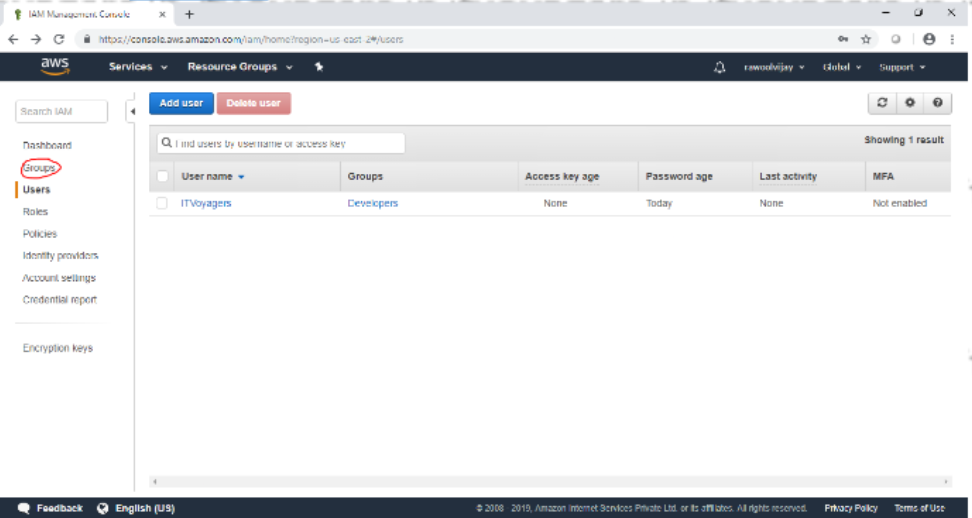 IAM Management Console
https://console.aws.amazon.com/iam/home?region=us-east-2#/users
aws Services Resource Groups rawoolvijay Global Support
Search IAM
Add user Delete user
Find users by username or access key
Showing 1 result
Dashboard
Groups
Users
Roles
Policies
Identity providers
Account settings
Credential report
Encryption keys
User name Groups Access key age Password age Last activity MFA
ITVoyagers Developers None Today None Not enabled
Feedback English (US) © 2008 - 2019, Amazon Internet Services Private Ltd. or its affiliates. All rights reserved. Privacy Policy Terms of Use